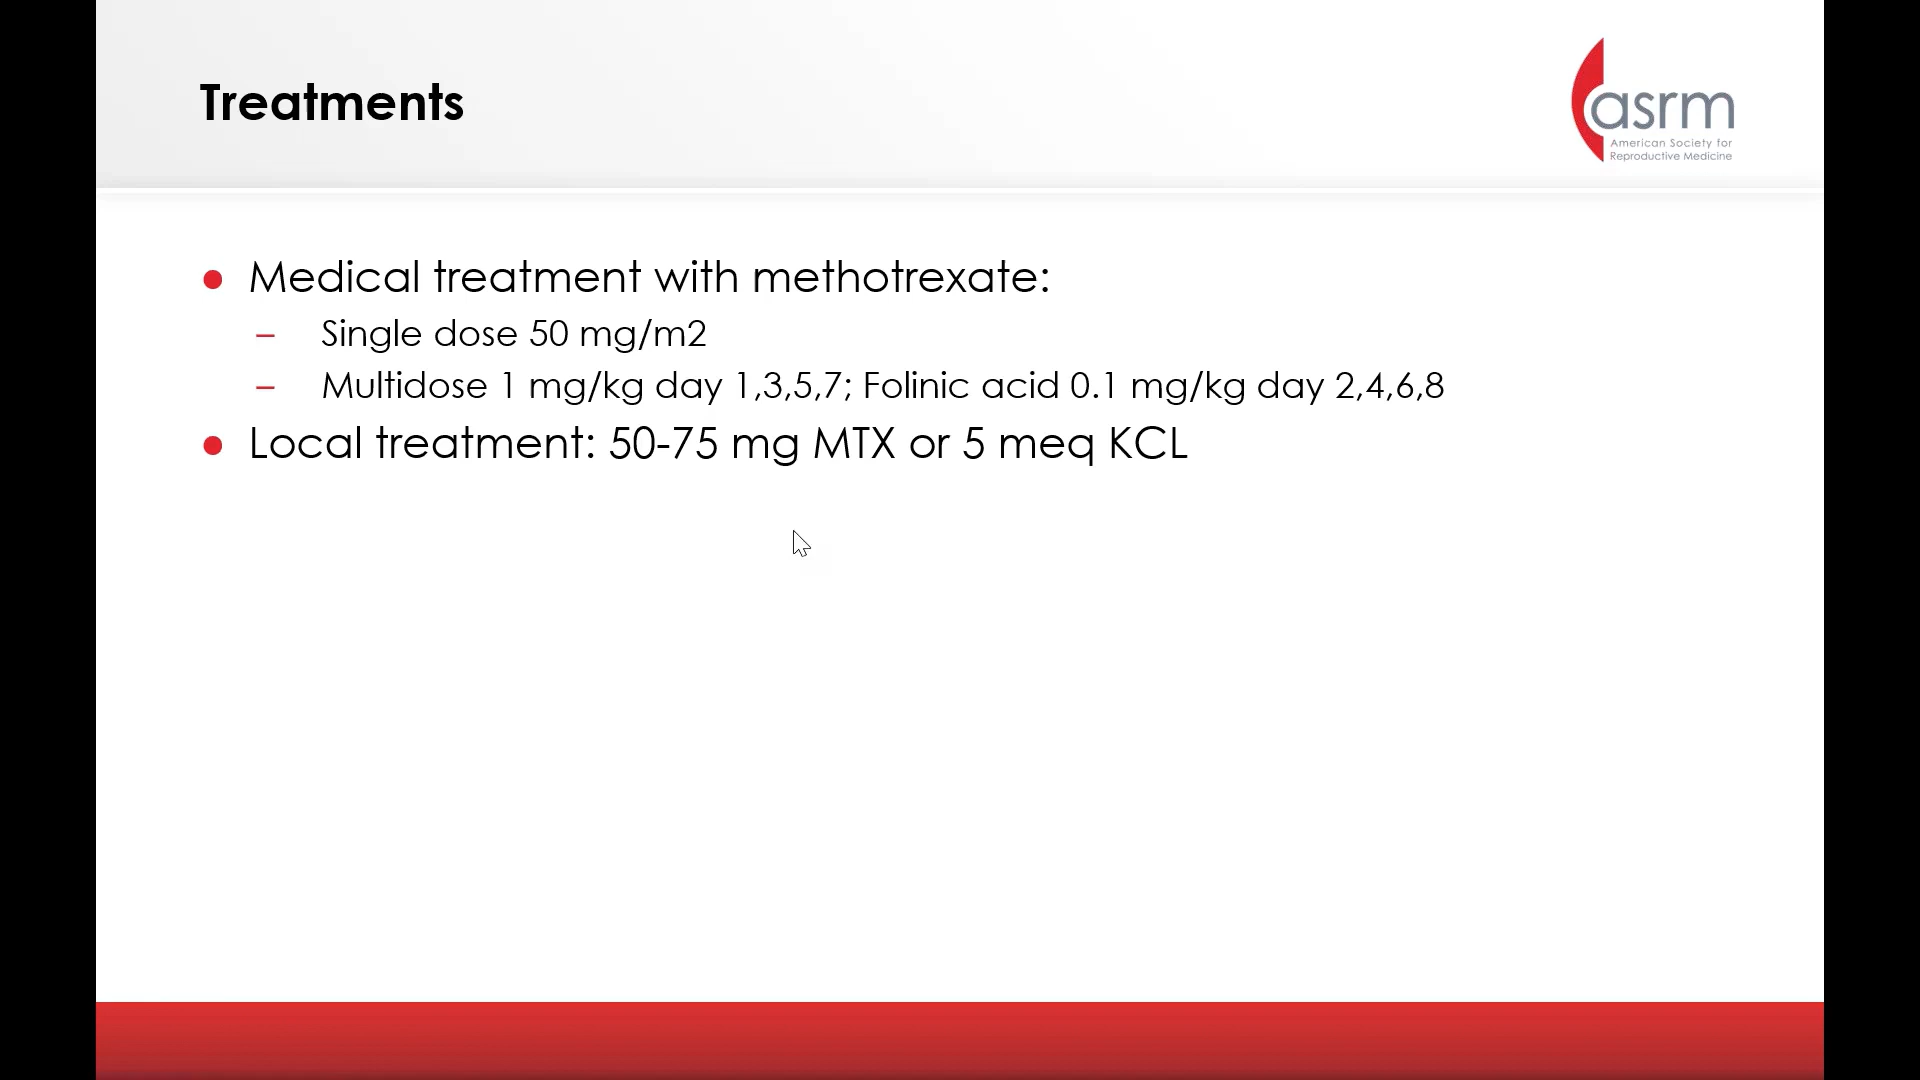 Treatments
asrm
American Society for
Reproductive Medicine
● Medical treatment with methotrexate:
– Single dose 50 mg/m2
– Multidose 1 mg/kg day 1,3,5,7; Folinic acid 0.1 mg/kg day 2,4,6,8
● Local treatment: 50-75 mg MTX or 5 meq KCL